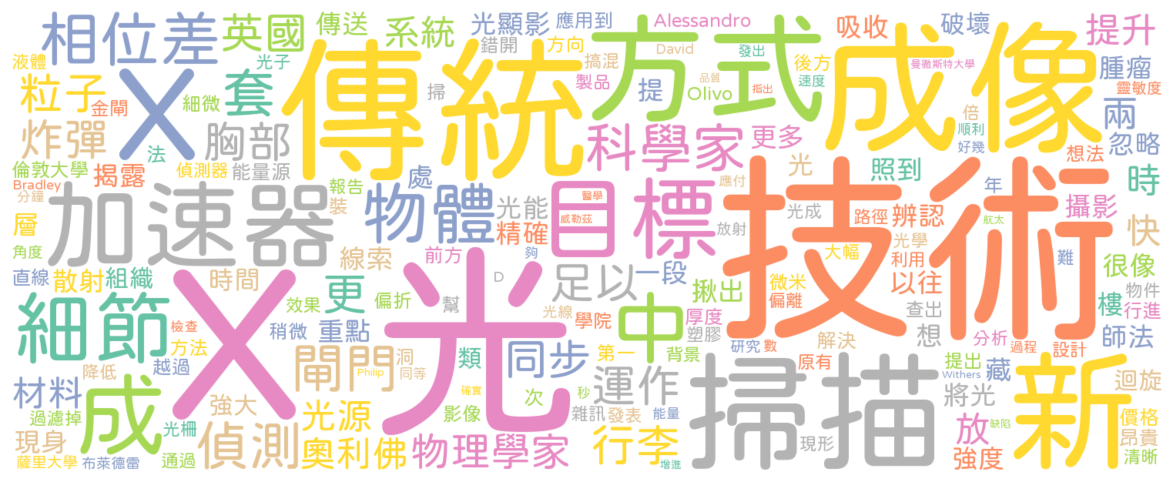 相位差
英國
傳送
系統
光顯影
應用到
Alessandro
吸收
破壞
提升
液體
光子
錯開
方向
搞混
David
發出
後方
曼徹斯特大學
粒子
金閘
X
細微
套
傳統
掃
製品
提
方式
品質
指出
Olivo
速度
成像
腫瘤
靈敏度
炸彈
法
胸部
科學家
更多
倍
順利
好幾
兩
忽略
想法
倫敦大學
偵測器
能量源
Bradley
揭露
分鐘
報告
裝
處
物體
光能
精確
醫學
威勒茲
目標
應付
放射
光
照到
光成
路徑
辨認
技術
年
航太
攝影
時
快
層
加速器
角度
線索
前方
夠
光學
大幅
利用
難
很像
直線
散射
組織
時間
D
足以
一段
微米
偏離
以往
物件
行進
樓
細節
X光
效果
更
偏折
幫
光線
學院
中
揪出
厚度
塑膠
查出
想
檢查
稍微
重點
類
同步
第一
背景
研究
數
解決
分析
過程
設計
師法
方法
越過
閘門
洞
同等
Philip
原有
提出
Withers
藏
迴旋
材料
降低
成
強大
確實
次
秒
運作
掃描
將光
新
過濾掉
光柵
偵測
光源
影像
雜訊
發表
能量
放
缺陷
價格
昂貴
現身
通過
奧利佛
物理學家
行李
現形
強度
清晰
薩里大學
布萊德雷
增進